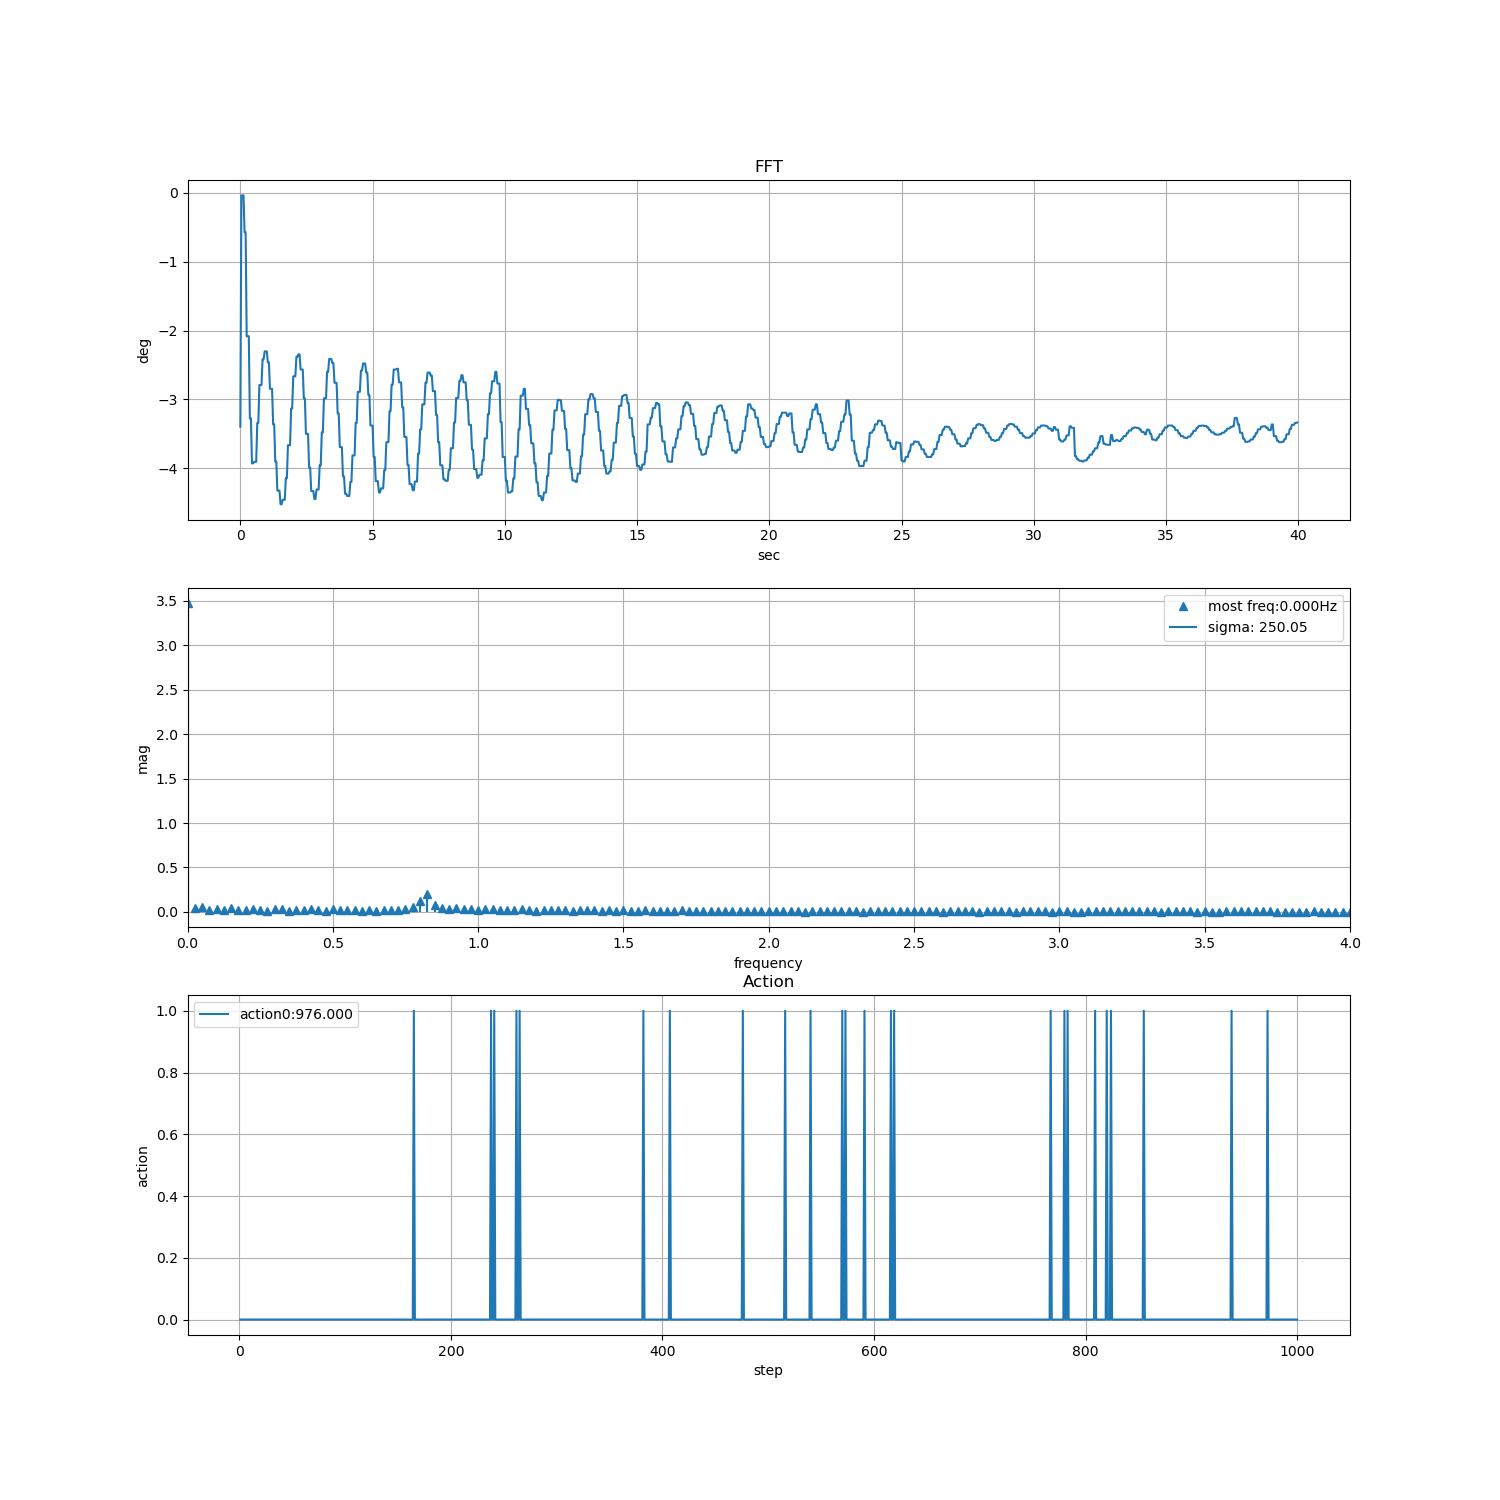 FFT
0
−1
−2
−3
−4
deg
0 5 10 15 20 25 30 35 40
sec
3.5
3.0
2.5
2.0
1.5
1.0
0.5
0.0
mag
most freq:0.000Hz
sigma: 250.05
0.0 0.5 1.0 1.5 2.0 2.5 3.0 3.5 4.0
frequency
Action
1.0
0.8
0.6
0.4
0.2
0.0
action
action0:976.000
0 200 400 600 800 1000
step